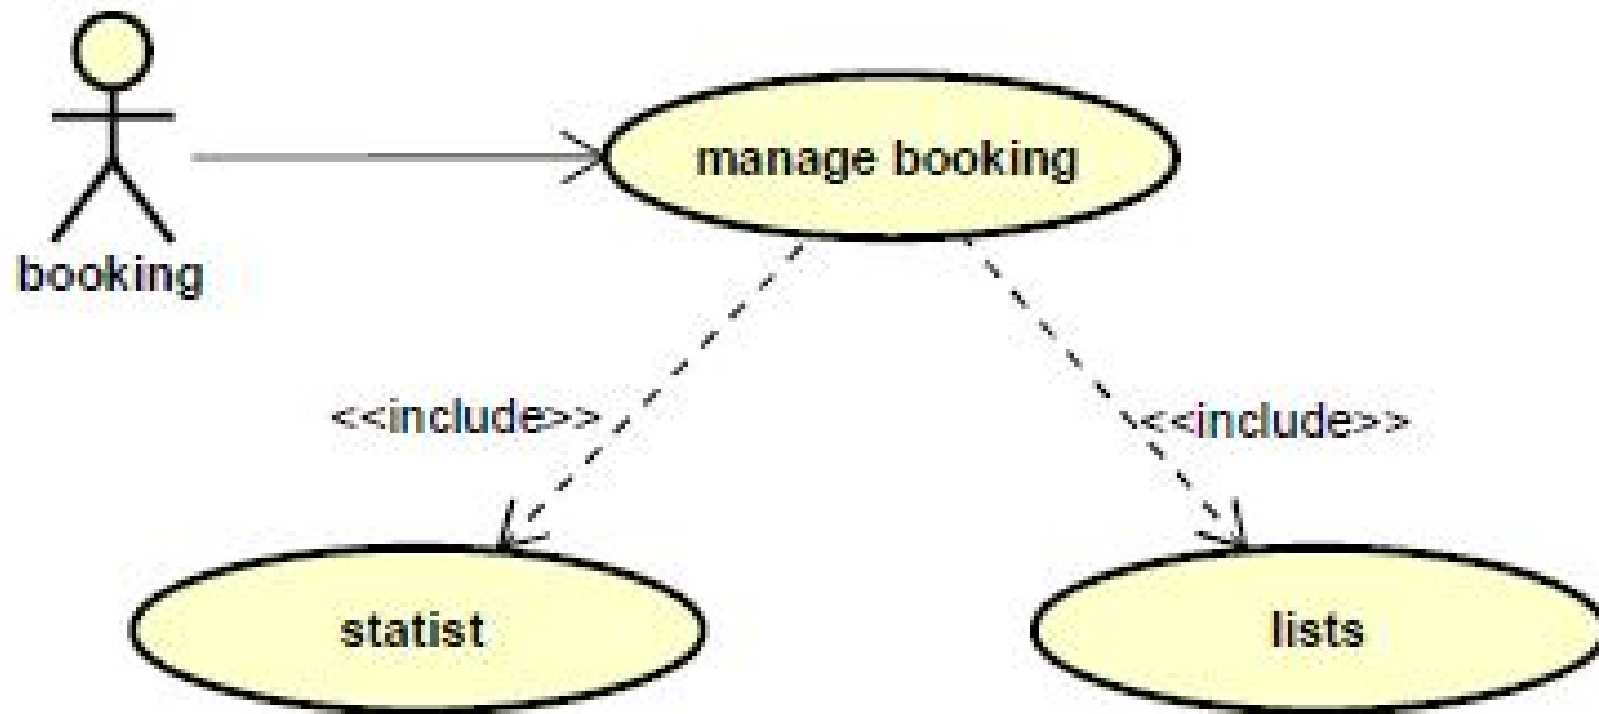 manage booking
booking
<<include>>
<<include>>
statist
lists